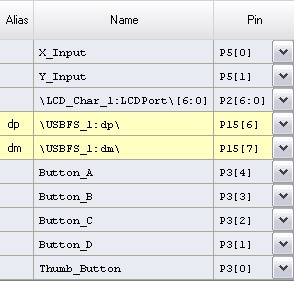 Alias Name Pin
X_Input P5[0]
Y_Input P5[1]
\LCD_Char_1:LCDPort\[6:0] P2[6:0]
dp \USBFS_1:dp\ P15[6]
dm \USBFS_1:dm\ P15[7]
Button_A P3[4]
Button_B P3[3]
Button_C P3[2]
Button_D P3[1]
Thumb_Button P3[0]